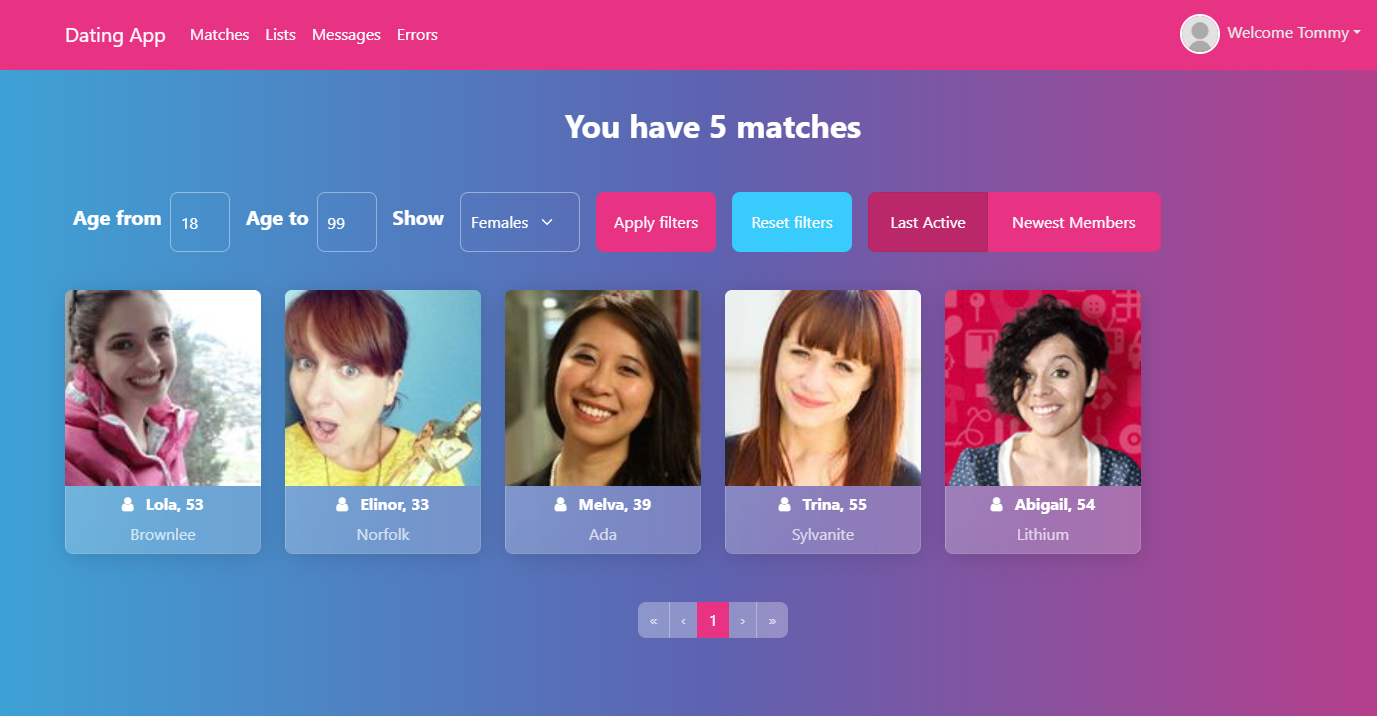 Dating App Matches Lists Messages Errors Welcome Tommy
You have 5 matches
Age from 18 Age to 99 Show Females Apply filters Reset filters Last Active Newest Members
Lola, 53 Elinor, 33 Melva, 39 Trina, 55 Abigail, 54
Brownlee Norfolk Ada Sylvanite Lithium
« ‹ 1 › »